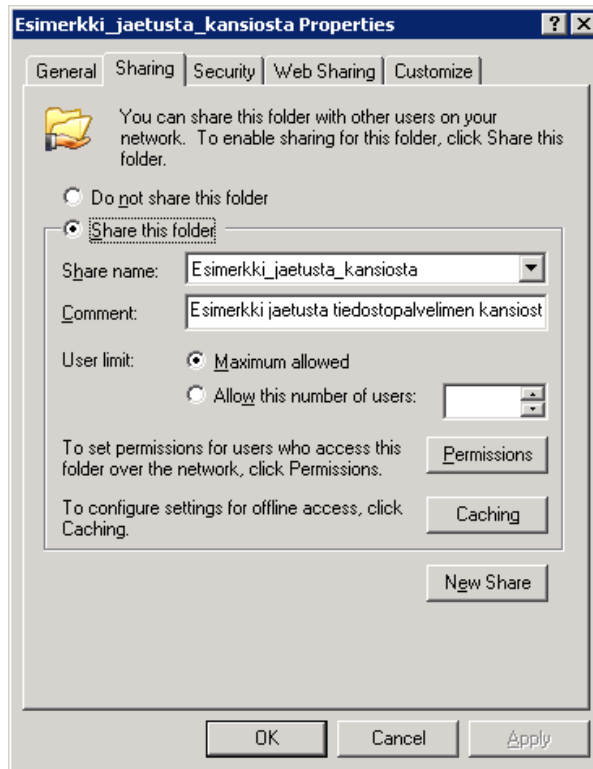 Esimerkki_jaetusta_kansiosta Properties
General Sharing Security Web Sharing Customize
You can share this folder with other users on your
network. To enable sharing for this folder, click Share this
folder.
Do not share this folder
Share this folder
Share name: Esimerkki_jaetusta_kansiosta
Comment: Esimerkki jaetusta tiedostopalvelimen kansiost
User limit: Maximum allowed
Allow this number of users:
To set permissions for users who access this
folder over the network, click Permissions.
Permissions
To configure settings for offline access, click
Caching.
Caching
New Share
OK Cancel Apply